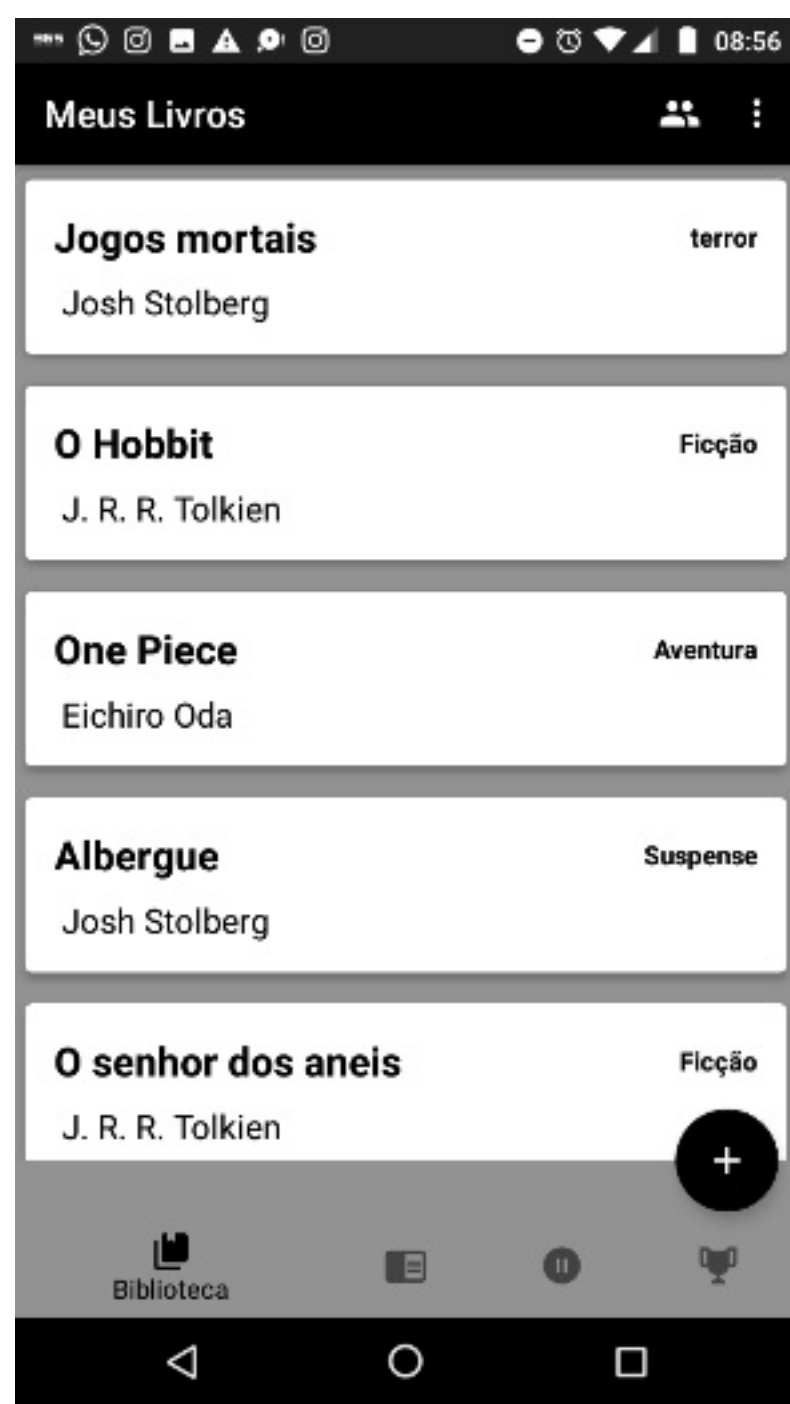 08:56
Meus Livros
Jogos mortais
terror
Josh Stolberg
O Hobbit
Ficção
J. R. R. Tolkien
One Piece
Aventura
Eichiro Oda
Albergue
Suspense
Josh Stolberg
O senhor dos aneis
Ficção
J. R. R. Tolkien
+
Biblioteca